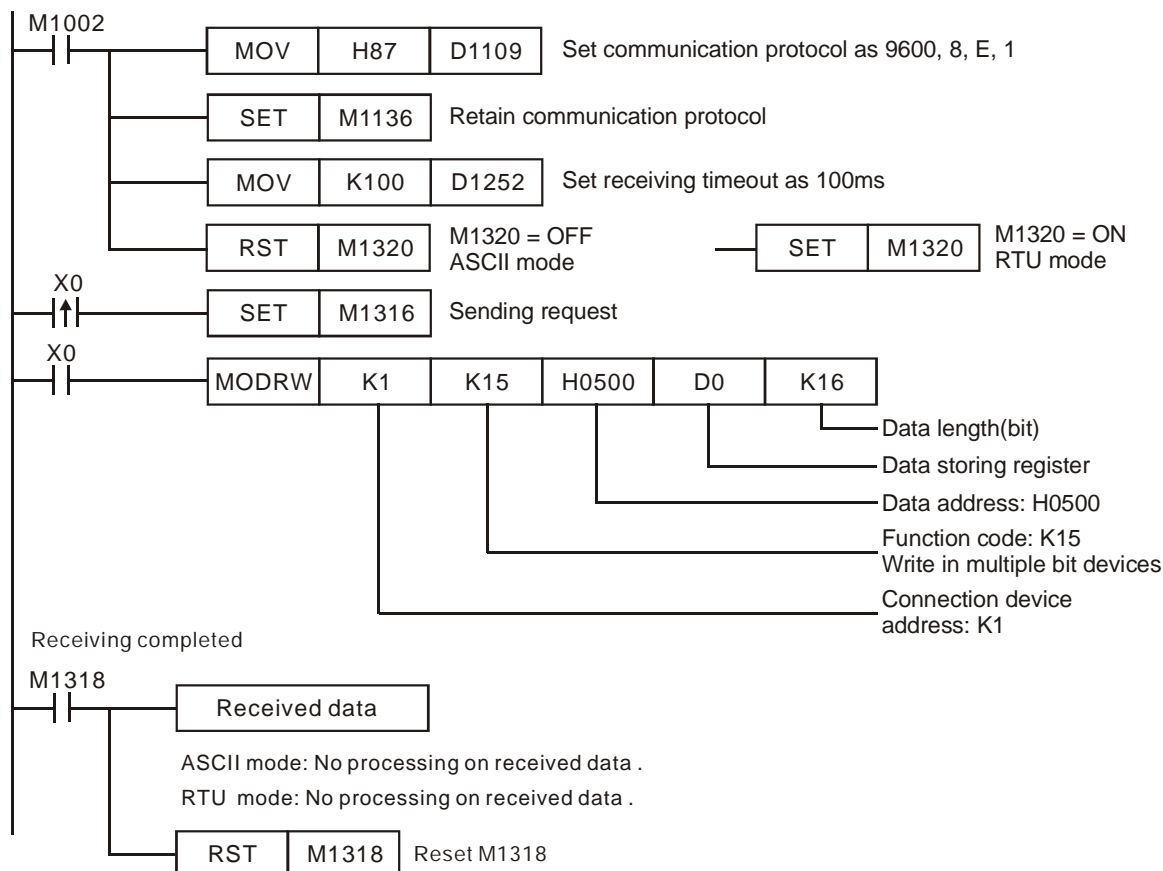 M1002
MOV H87 D1109 Set communication protocol as 9600, 8, E, 1
SET M1136 Retain communication protocol
MOV K100 D1252 Set receiving timeout as 100ms
RST M1320 M1320 = OFF
ASCII mode
SET M1320 M1320 = ON
RTU mode
X0
SET M1316 Sending request
X0
MODRW K1 K15 H0500 D0 K16
Data length(bit)
Data storing register
Data address: H0500
Function code: K15
Write in multiple bit devices
Connection device
address: K1
Receiving completed
M1318
Received data
ASCII mode: No processing on received data .
RTU mode: No processing on received data .
RST M1318 Reset M1318